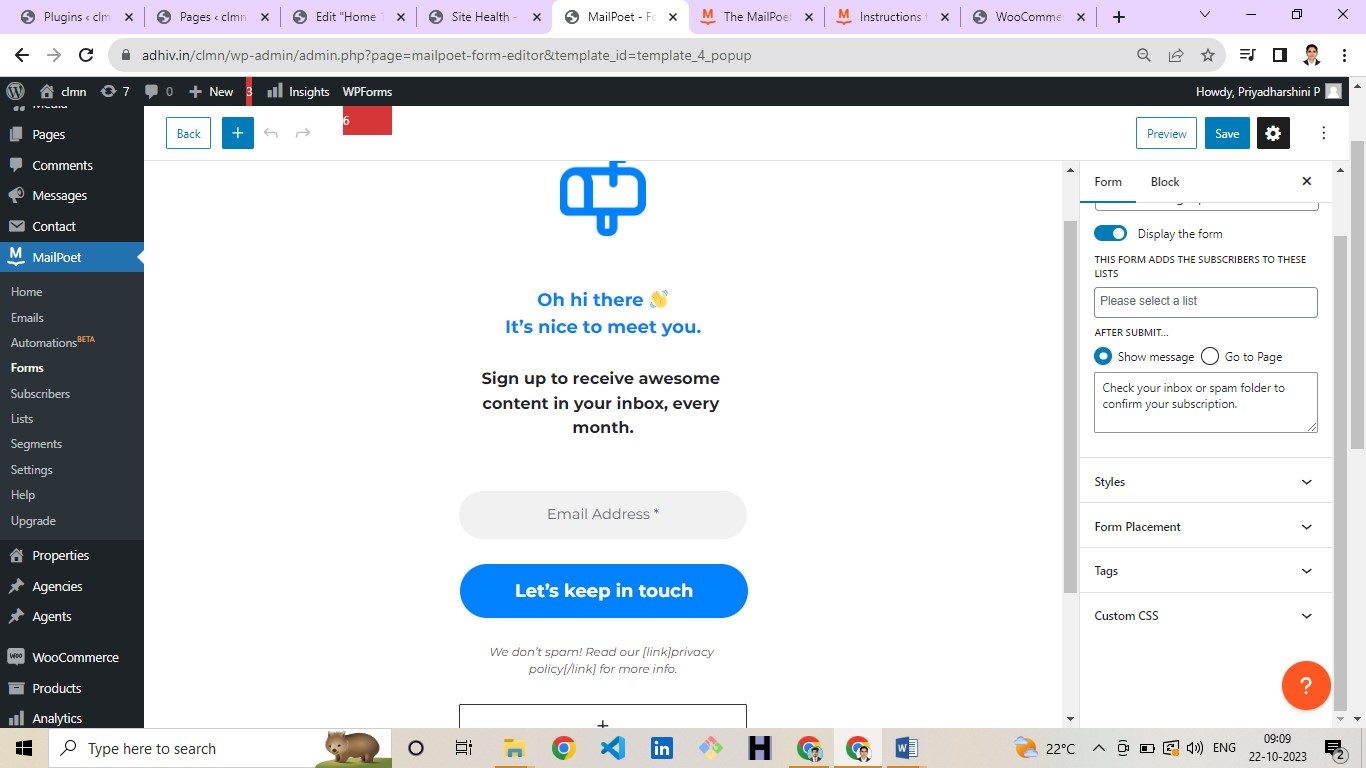 Plugins ‹ clm
Pages ‹ clmn
Edit "Home 1
Site Health -
MailPoet - Fo
The MailPoet
Instructions t
WooComme
adhiv.in/clmn/wp-admin/admin.php?page=mailpoet-form-editor&template_id=template_4_popup
clmn
7
0
New
3
Insights
WPForms
Howdy, Priyadharshini P
6
Media
Pages
Comments
Messages
Contact
MailPoet
Home
Emails
Automations BETA
Forms
Subscribers
Lists
Segments
Settings
Help
Upgrade
Properties
Agencies
Agents
WooCommerce
Products
Analytics
Back
Preview
Save
Oh hi there 👋
It’s nice to meet you.
Sign up to receive awesome
content in your inbox, every
month.
Email Address *
Let’s keep in touch
We don’t spam! Read our [link]privacy
policy[/link] for more info.
Form
Block
Display the form
THIS FORM ADDS THE SUBSCRIBERS TO THESE
LISTS
Please select a list
AFTER SUBMIT...
Show message
Go to Page
Check your inbox or spam folder to
confirm your subscription.
Styles
Form Placement
Tags
Custom CSS
?
Type here to search
22°C
ENG
09:09
22-10-2023
2